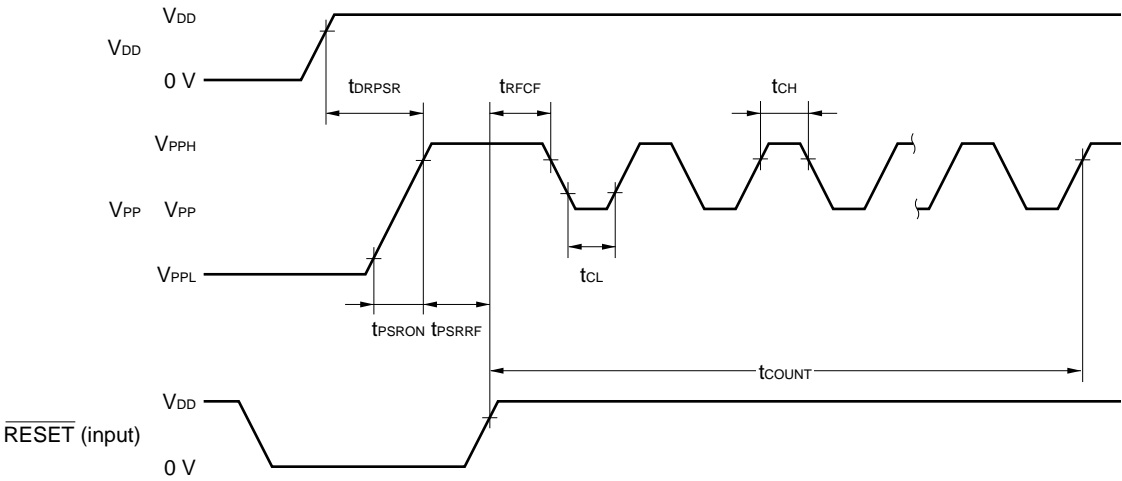 VDD
VDD
0 V
tDRPSR
tRFCF
tCH
VPPH
VPP VPP
tCL
VPPL
tPSRON tPSRRF
tCOUNT
VDD
RESET (input)
0 V